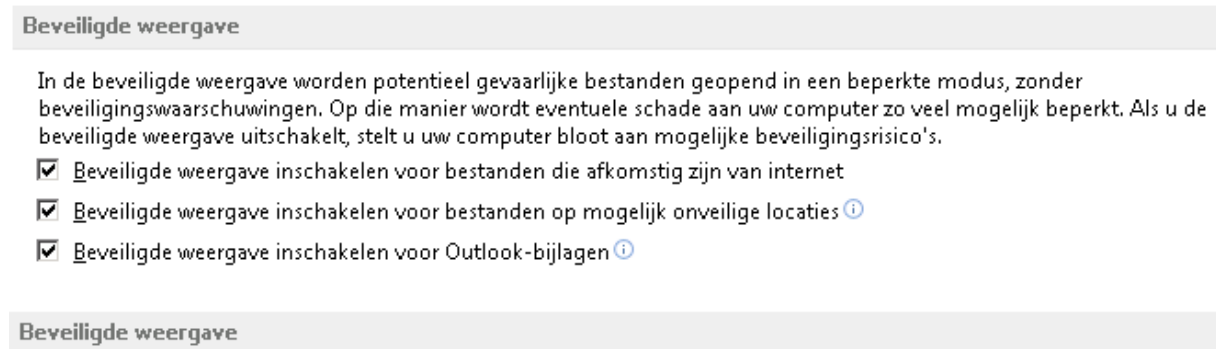 Beveiligde weergave
In de beveiligde weergave worden potentieel gevaarlijke bestanden geopend in een beperkte modus, zonder
beveiligingswaarschuwingen. Op die manier wordt eventuele schade aan uw computer zo veel mogelijk beperkt. Als u de
beveiligde weergave uitschakelt, stelt u uw computer bloot aan mogelijke beveiligingsrisico's.
Beveiligde weergave inschakelen voor bestanden die afkomstig zijn van internet
Beveiligde weergave inschakelen voor bestanden op mogelijk onveilige locaties
Beveiligde weergave inschakelen voor Outlook-bijlagen
Beveiligde weergave